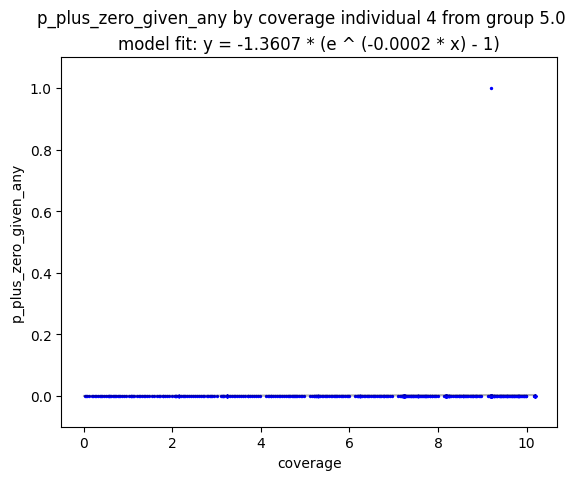 p_plus_zero_given_any by coverage individual 4 from group 5.0
model fit: y = -1.3607 * (e ^ (-0.0002 * x) - 1)
p_plus_zero_given_any
1.0
0.8
0.6
0.4
0.2
0.0
0 2 4 6 8 10
coverage